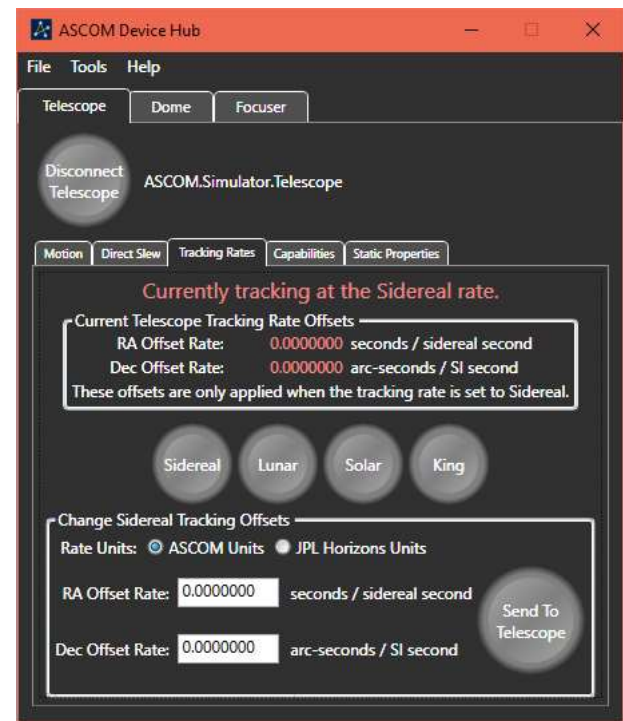 ASCOM Device Hub
File Tools Help
Telescope Dome Focuser
Disconnect
Telescope
ASCOM.Simulator.Telescope
Motion Direct Slew Tracking Rates Capabilities Static Properties
Currently tracking at the Sidereal rate.
Current Telescope Tracking Rate Offsets
RA Offset Rate: 0.0000000 seconds / sidereal second
Dec Offset Rate: 0.0000000 arc-seconds / SI second
These offsets are only applied when the tracking rate is set to Sidereal.
Sidereal Lunar Solar King
Change Sidereal Tracking Offsets
Rate Units: ASCOM Units JPL Horizons Units
RA Offset Rate: 0.0000000 seconds / sidereal second
Dec Offset Rate: 0.0000000 arc-seconds / SI second
Send To
Telescope